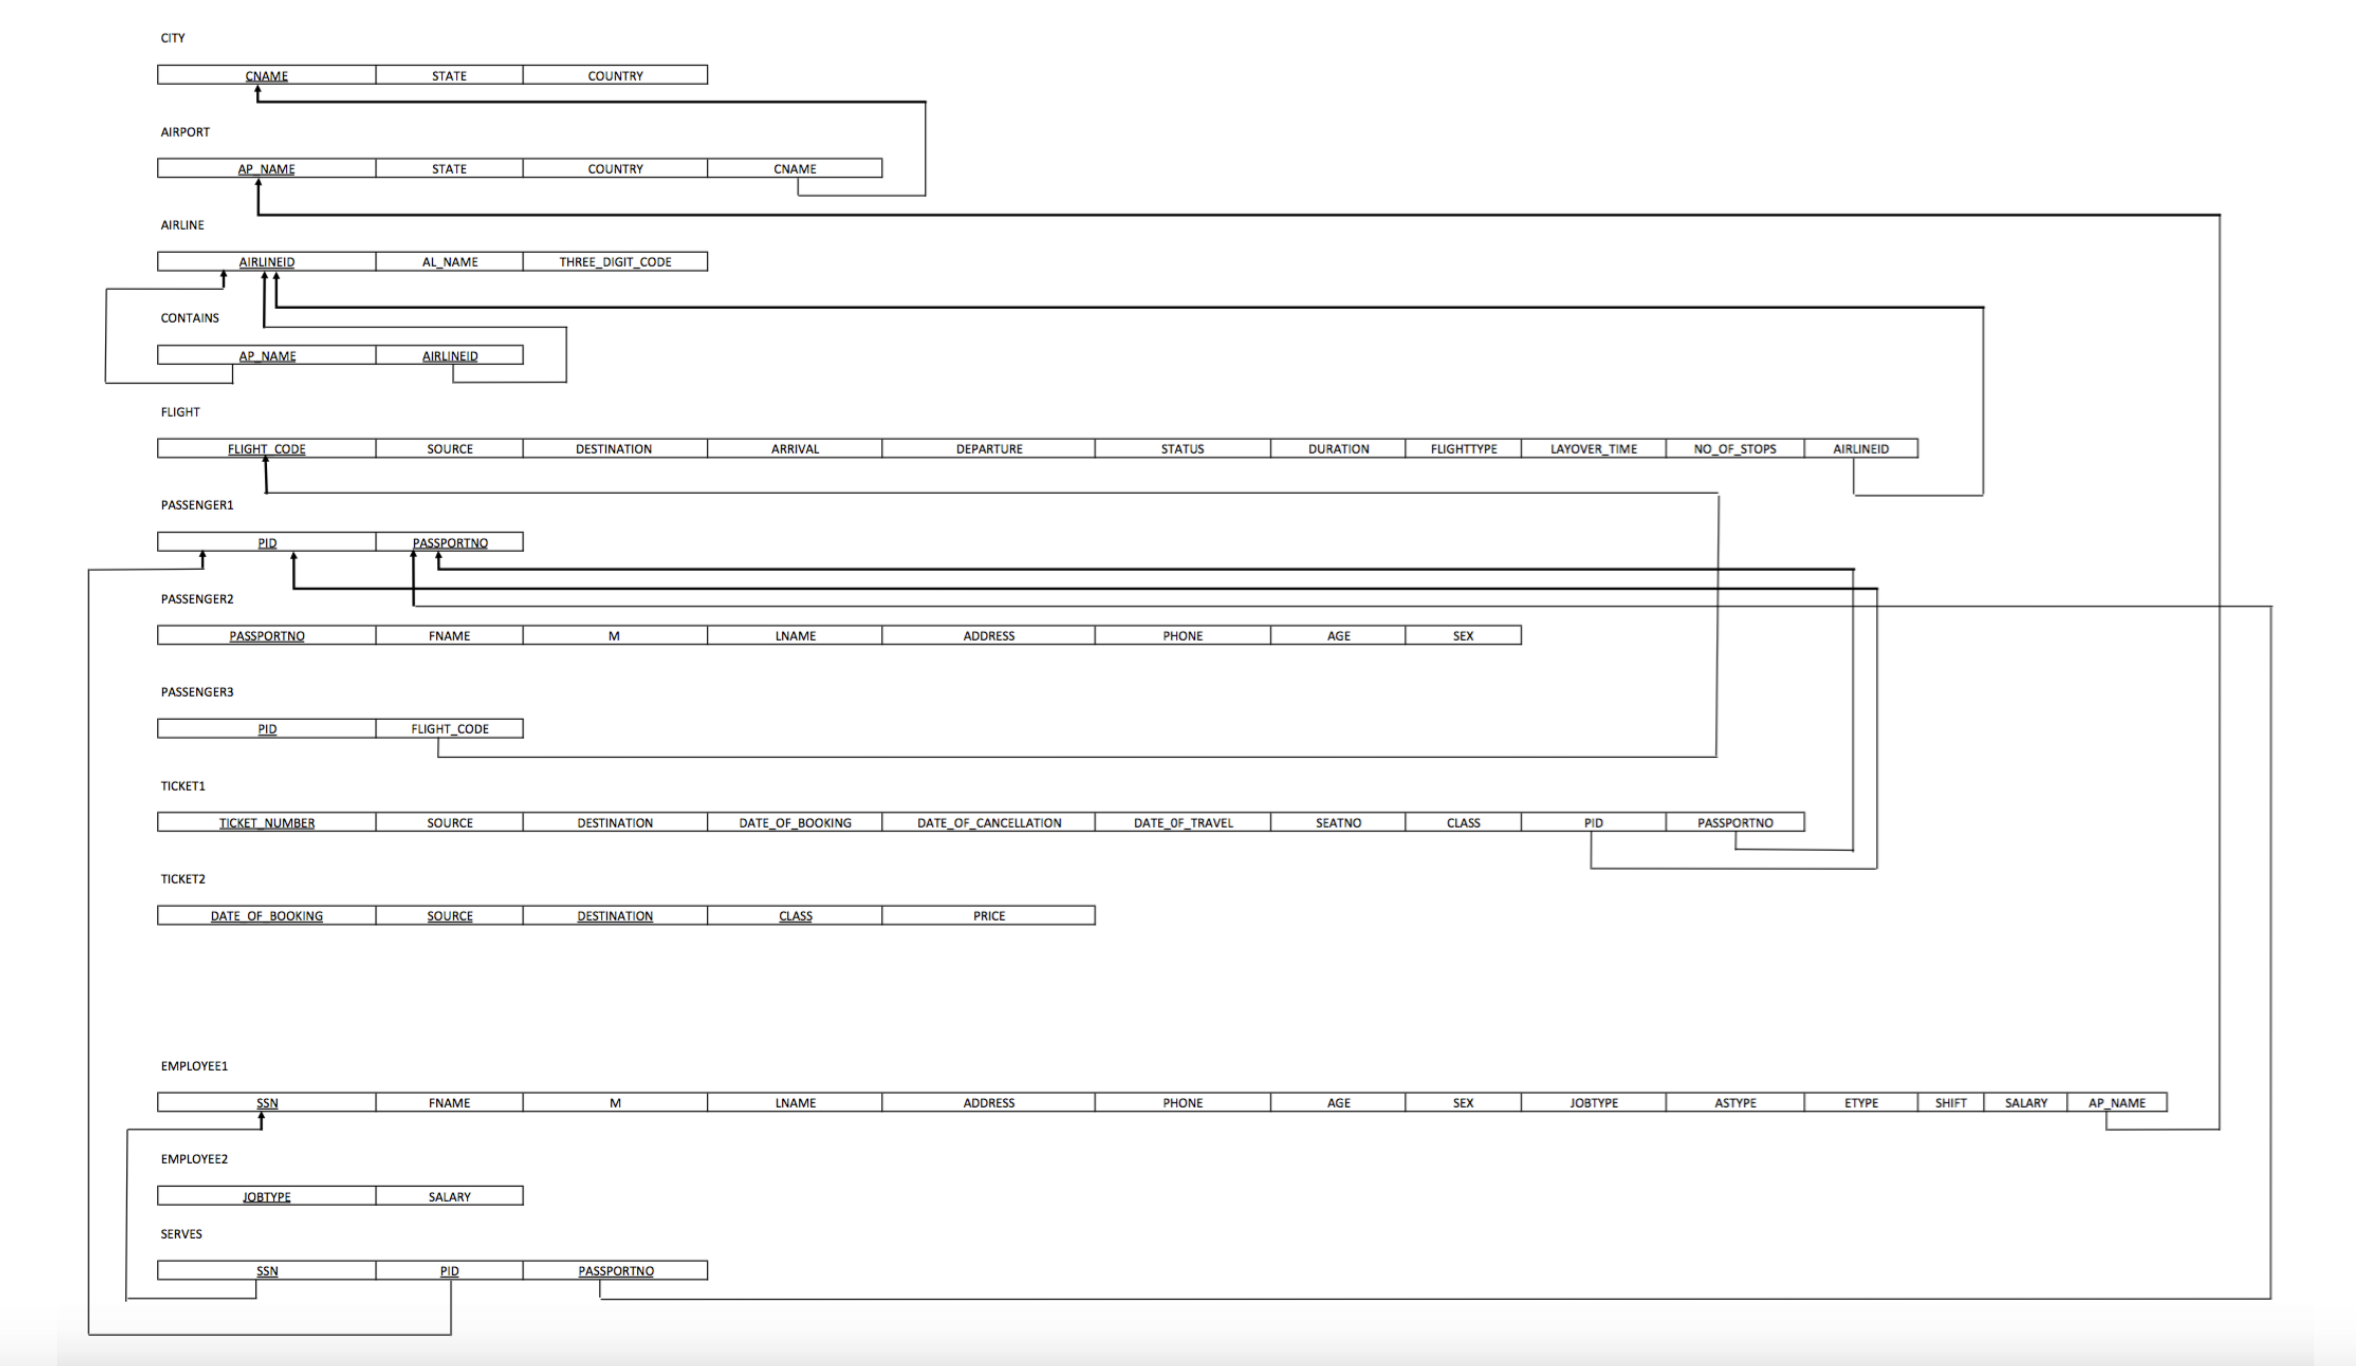 CITY
CNAME STATE COUNTRY
AIRPORT
AP_NAME STATE COUNTRY CNAME
AIRLINE
AIRLINEID AL_NAME THREE_DIGIT_CODE
CONTAINS
AP_NAME AIRLINEID
FLIGHT
FLIGHT_CODE SOURCE DESTINATION ARRIVAL DEPARTURE STATUS DURATION FLIGHTTYPE LAYOVER_TIME NO_OF_STOPS AIRLINEID
PASSENGER1
PID PASSPORTNO
PASSENGER2
PASSPORTNO FNAME M LNAME ADDRESS PHONE AGE SEX
PASSENGER3
PID FLIGHT_CODE
TICKET1
TICKET_NUMBER SOURCE DESTINATION DATE_OF_BOOKING DATE_OF_CANCELLATION DATE_0F_TRAVEL SEATNO CLASS PID PASSPORTNO
TICKET2
DATE_OF_BOOKING SOURCE DESTINATION CLASS PRICE
EMPLOYEE1
SSN FNAME M LNAME ADDRESS PHONE AGE SEX JOBTYPE ASTYPE ETYPE SHIFT SALARY AP_NAME
EMPLOYEE2
JOBTYPE SALARY
SERVES
SSN PID PASSPORTNO